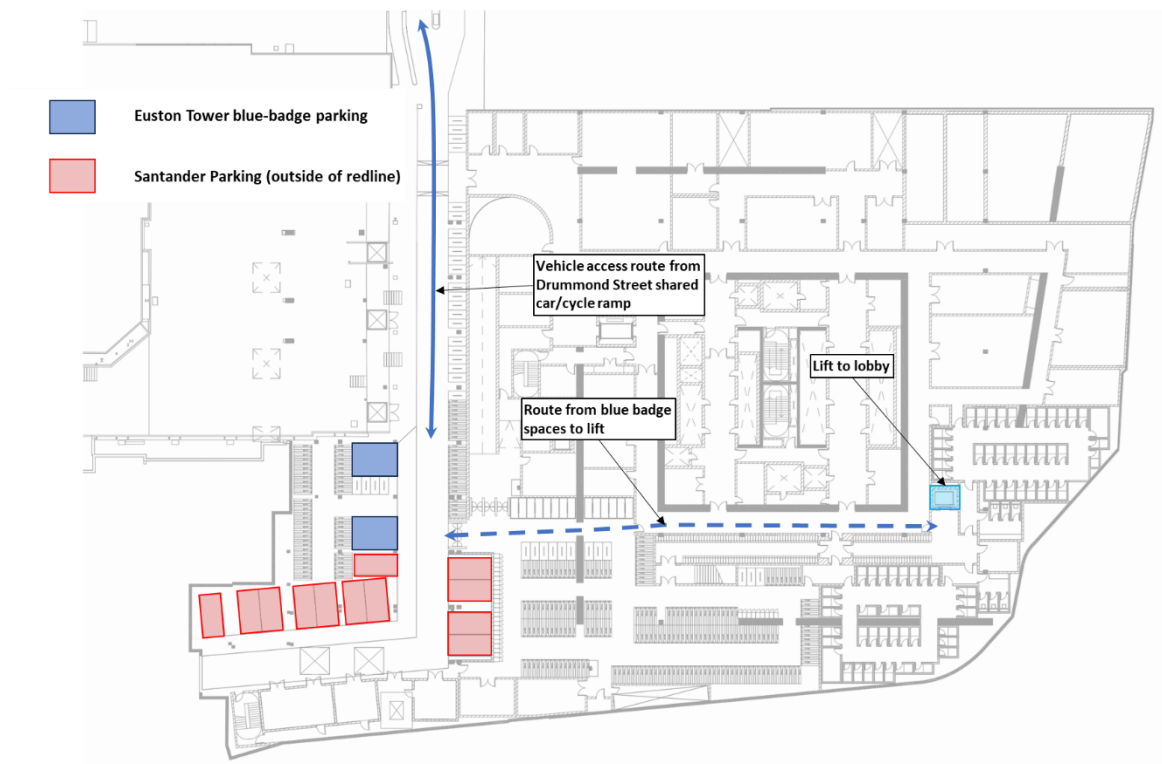 Euston Tower blue-badge parking
Santander Parking (outside of redline)
Vehicle access route from
Drummond Street shared
car/cycle ramp
Lift to lobby
Route from blue badge
spaces to lift